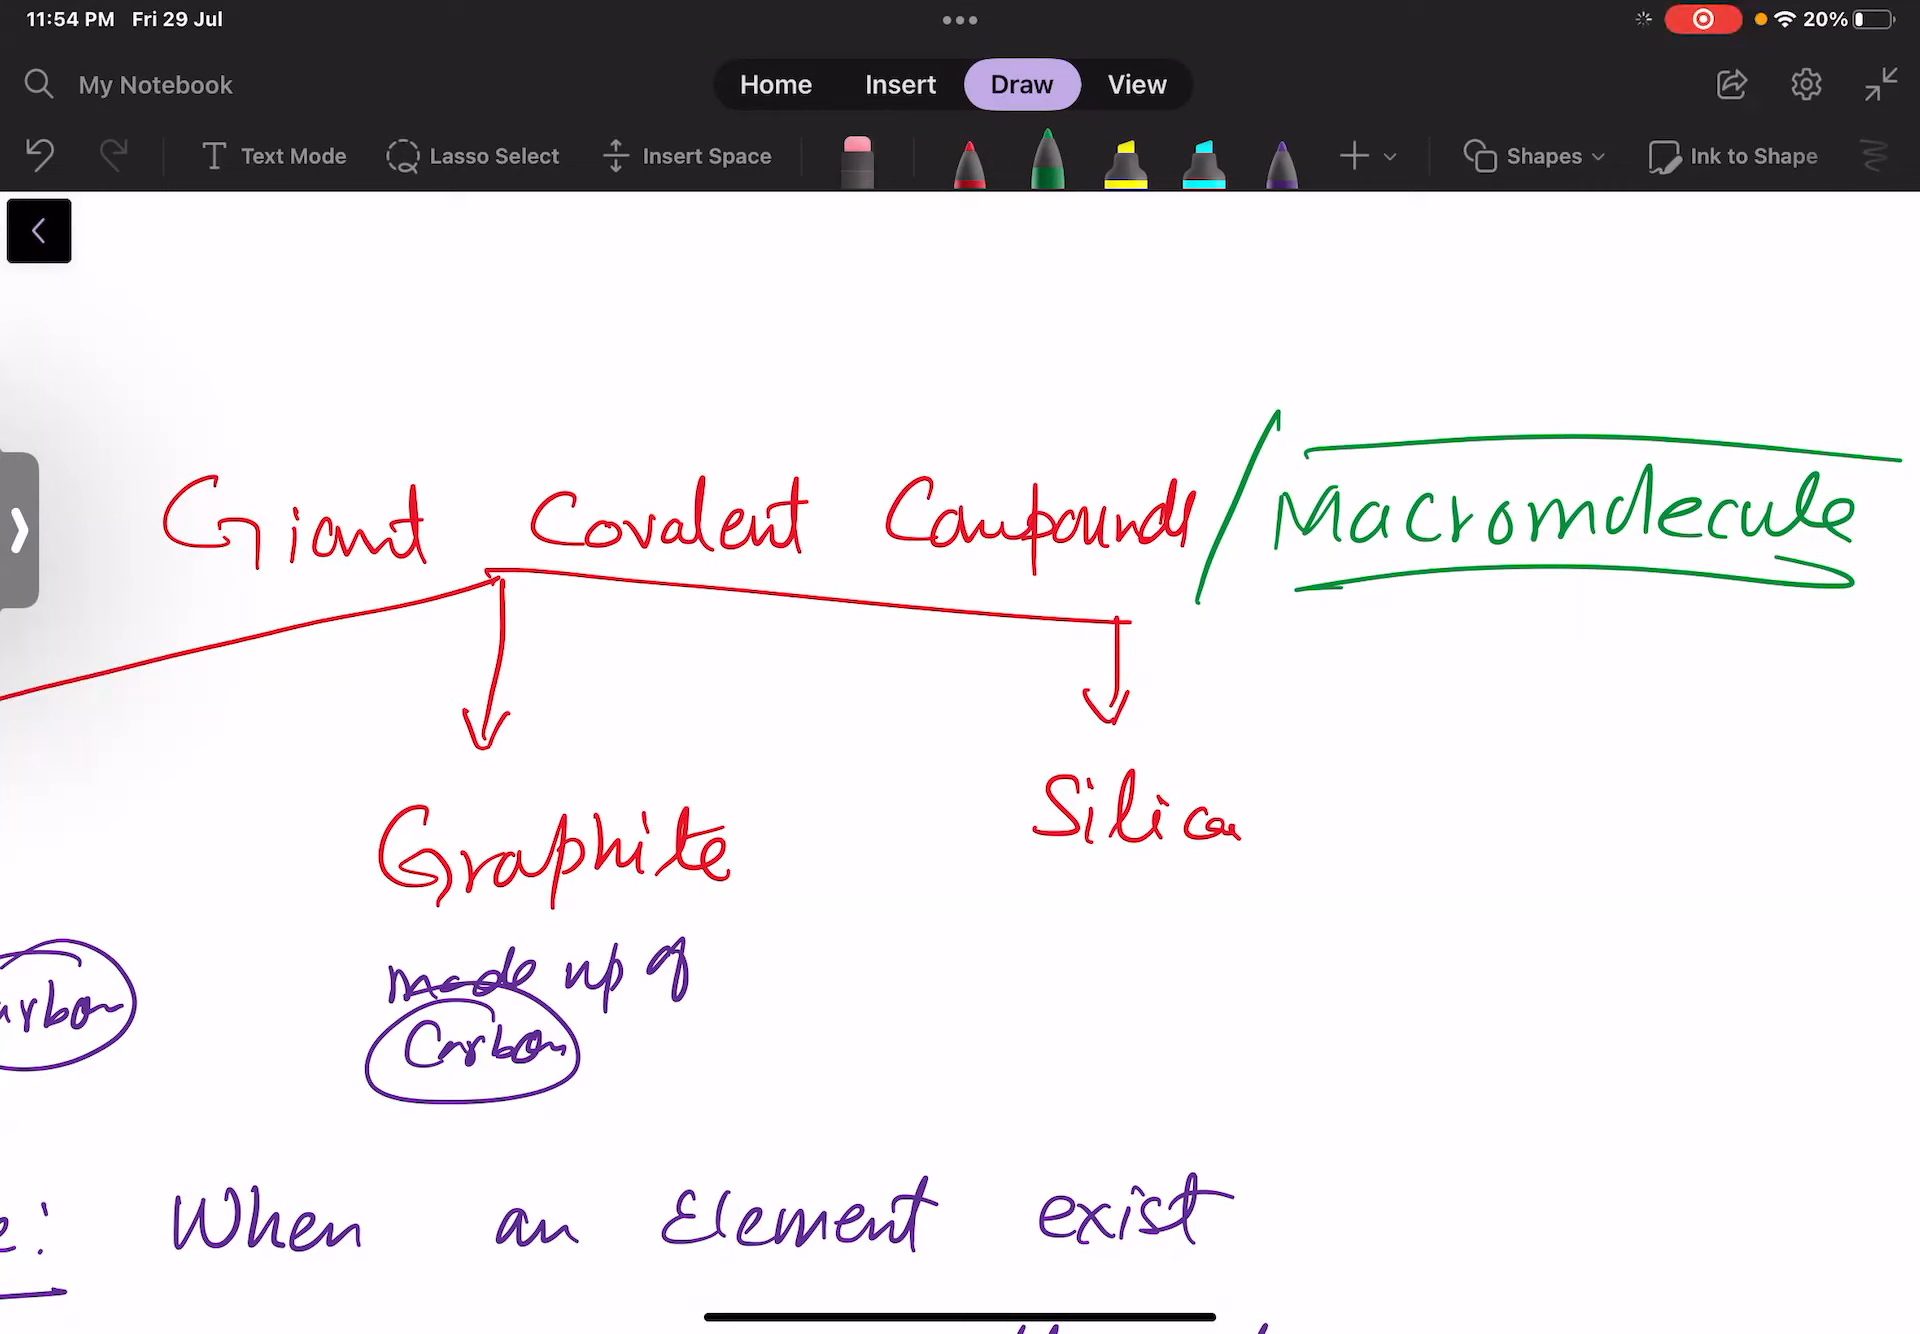 11:54 PM Fri 29 Jul 20%
My Notebook Home Insert Draw View
Text Mode Lasso Select Insert Space Shapes Ink to Shape
Giant Covalent Compounds / Macromolecule
Graphite Silica
made up of
Carbon
When an Element exist